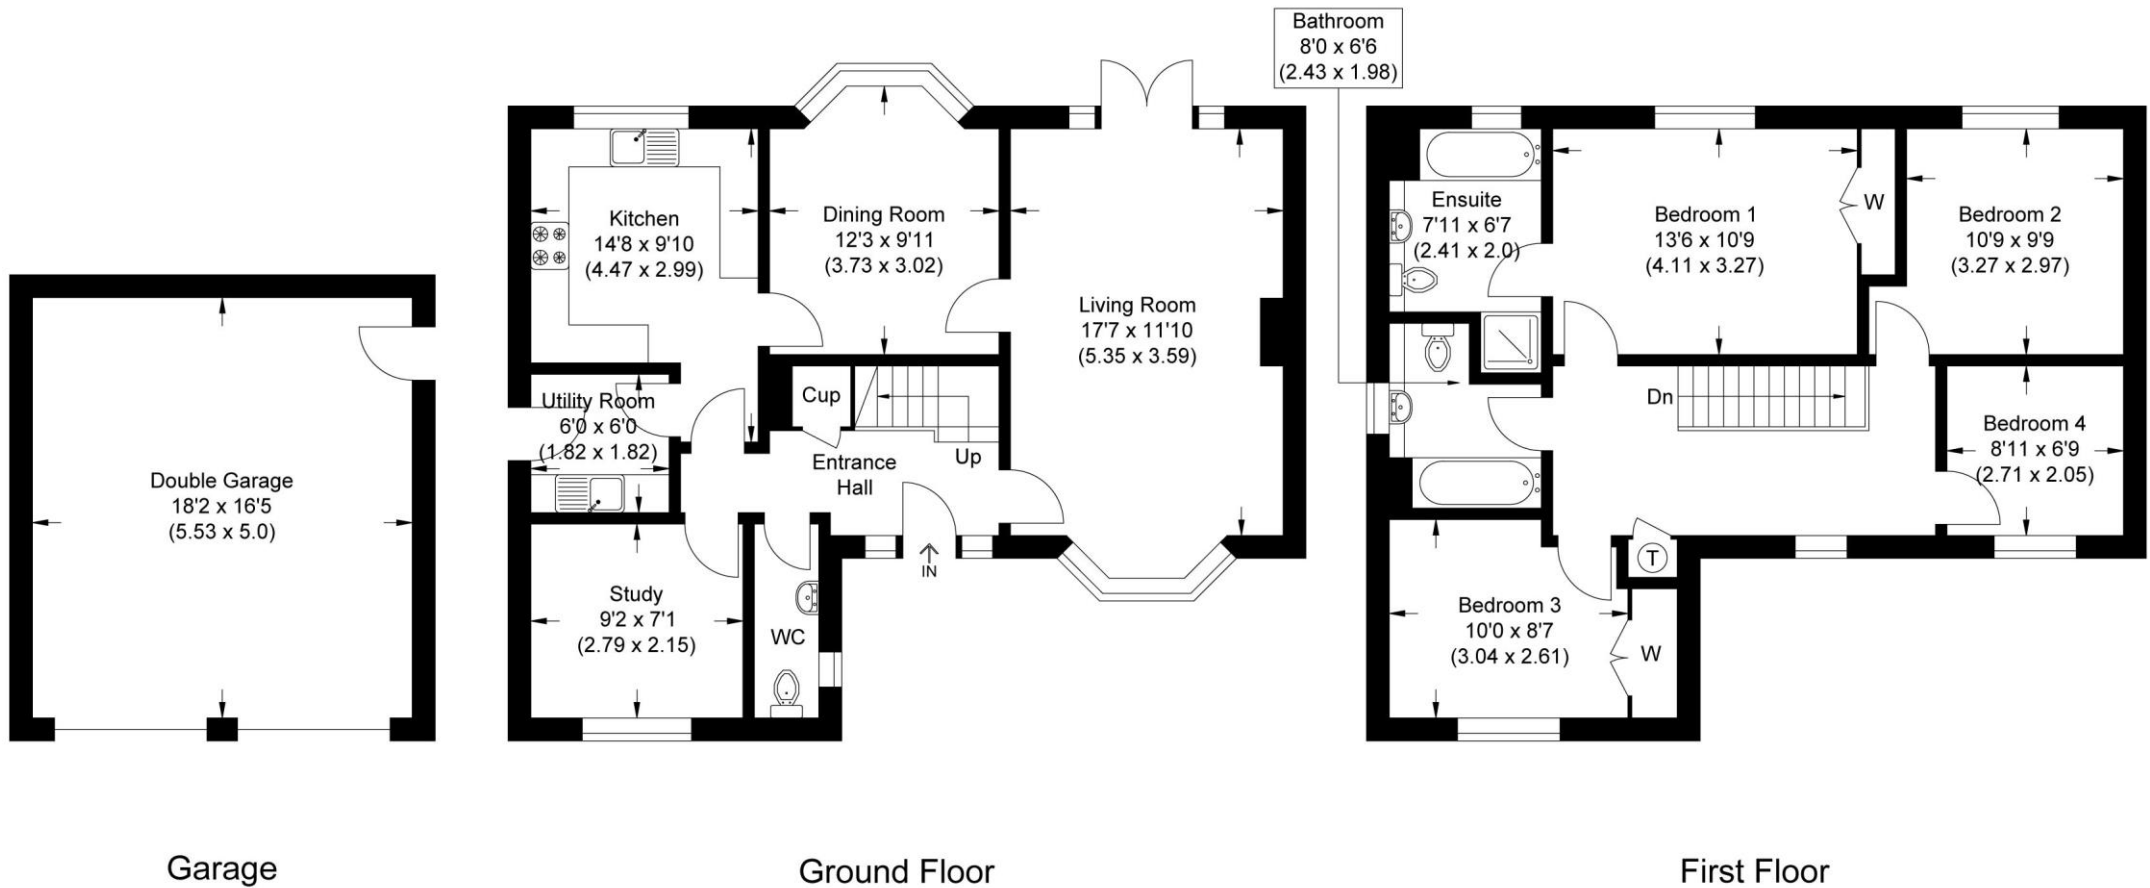 Double Garage
18'2 x 16'5
(5.53 x 5.0)
Garage
Kitchen
14'8 x 9'10
(4.47 x 2.99)
Dining Room
12'3 x 9'11
(3.73 x 3.02)
Living Room
17'7 x 11'10
(5.35 x 3.59)
Utility Room
6'0 x 6'0
(1.82 x 1.82)
Cup
Up
Entrance
Hall
IN
Study
9'2 x 7'1
(2.79 x 2.15)
WC
Ground Floor
Bathroom
8'0 x 6'6
(2.43 x 1.98)
Ensuite
7'11 x 6'7
(2.41 x 2.0)
Bedroom 1
13'6 x 10'9
(4.11 x 3.27)
W
Bedroom 2
10'9 x 9'9
(3.27 x 2.97)
Dn
Bedroom 4
8'11 x 6'9
(2.71 x 2.05)
T
Bedroom 3
10'0 x 8'7
(3.04 x 2.61)
W
First Floor